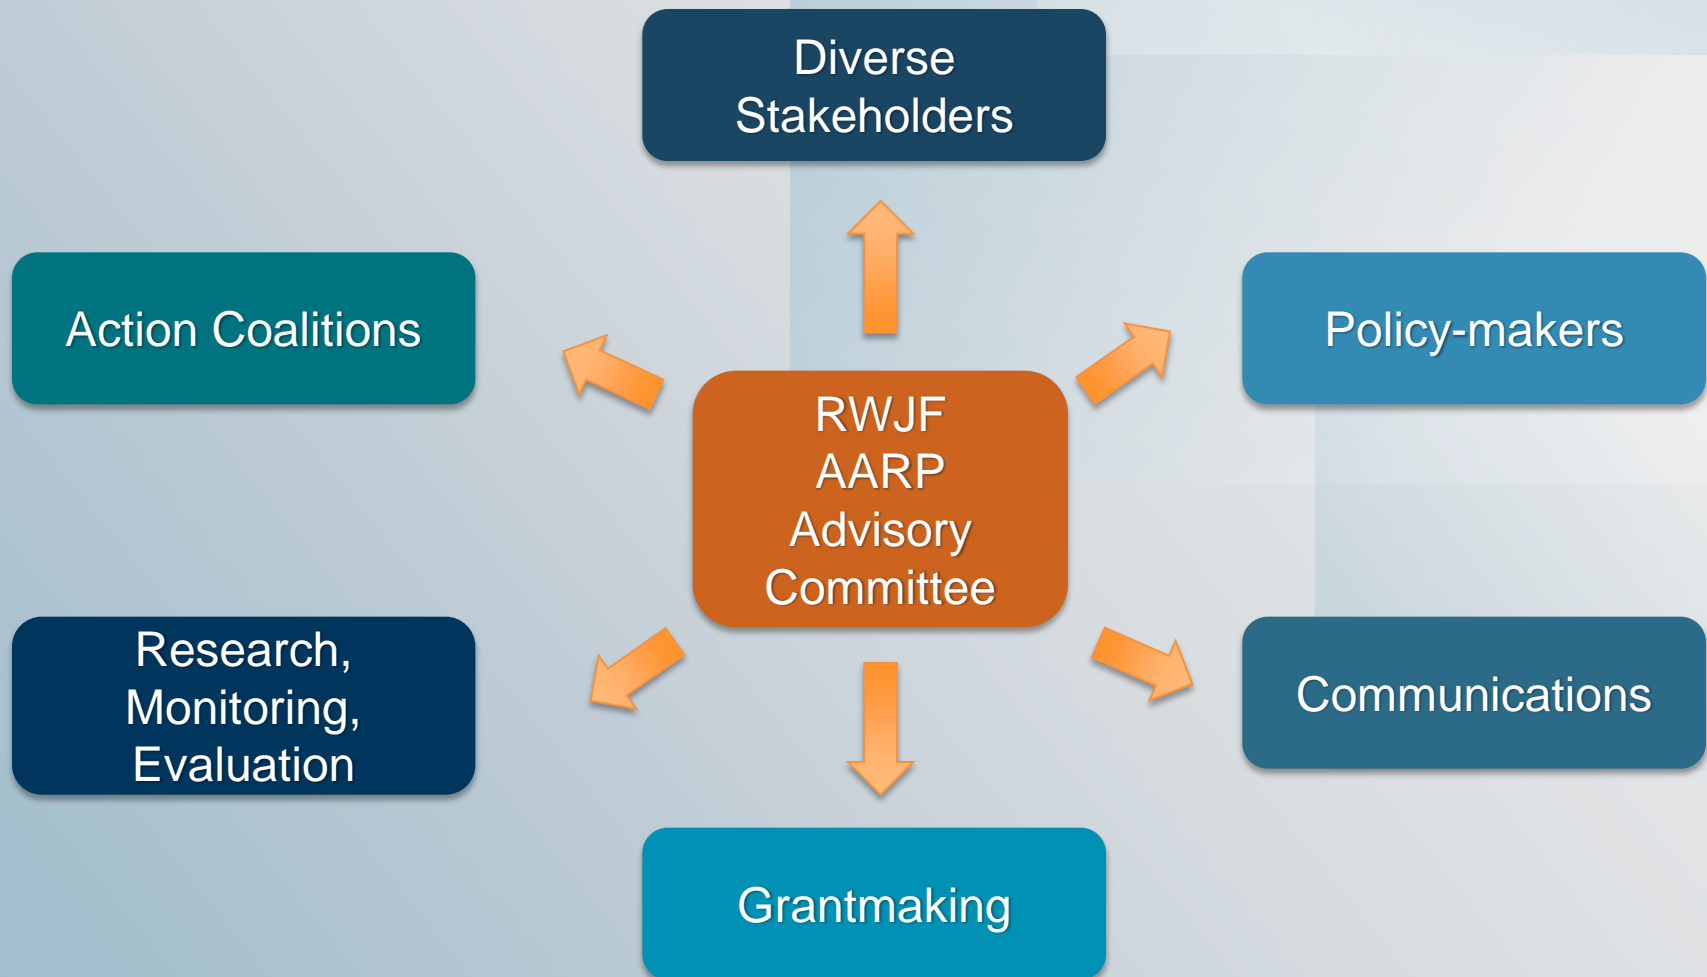 Diverse
Stakeholders
Action Coalitions
Policy-makers
RWJF
AARP
Advisory
Committee
Research,
Monitoring,
Evaluation
Communications
Grantmaking